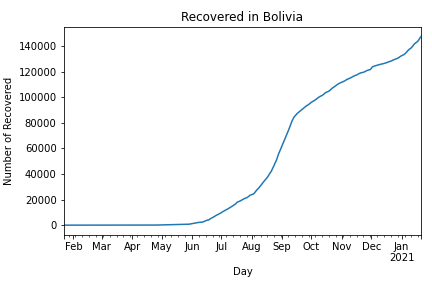 Recovered in Bolivia
140000
120000
100000
80000
60000
40000
20000
0
Number of Recovered
Feb Mar Apr May Jun Jul Aug Sep Oct Nov Dec Jan
2021
Day